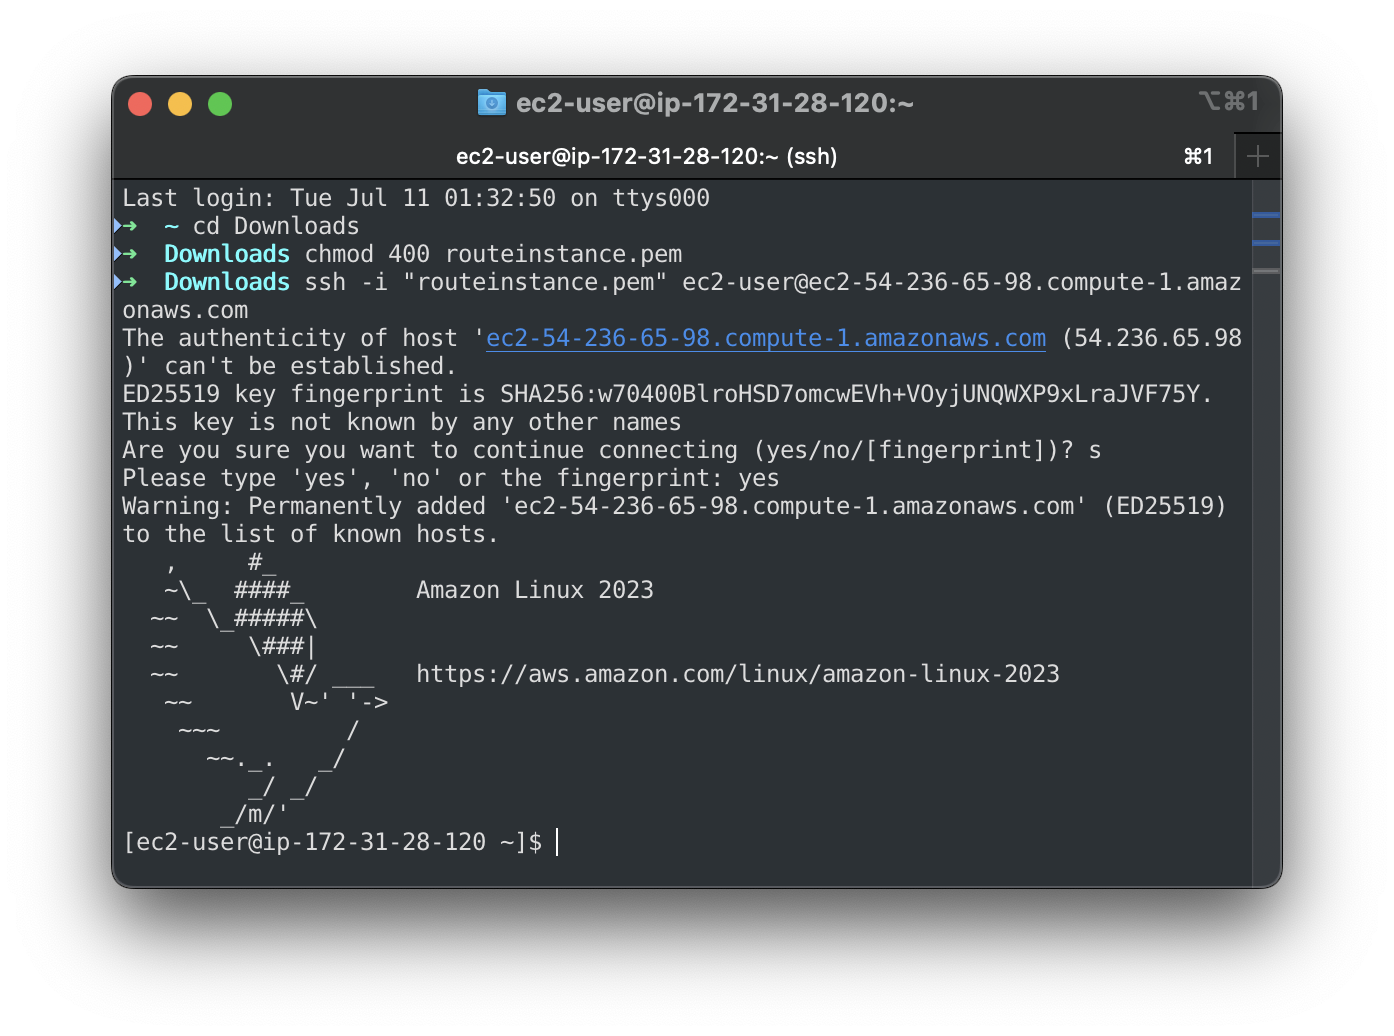 ec2-user@ip-172-31-28-120:~
⌥⌘1
ec2-user@ip-172-31-28-120:~ (ssh)
⌘1
Last login: Tue Jul 11 01:32:50 on ttys000
➜  ~ cd Downloads
➜  Downloads chmod 400 routeinstance.pem
➜  Downloads ssh -i "routeinstance.pem" ec2-user@ec2-54-236-65-98.compute-1.amaz
onaws.com
The authenticity of host 'ec2-54-236-65-98.compute-1.amazonaws.com (54.236.65.98
)' can't be established.
ED25519 key fingerprint is SHA256:w70400BlroHSD7omcwEVh+VOyjUNQWXP9xLraJVF75Y.
This key is not known by any other names
Are you sure you want to continue connecting (yes/no/[fingerprint])? s
Please type 'yes', 'no' or the fingerprint: yes
Warning: Permanently added 'ec2-54-236-65-98.compute-1.amazonaws.com' (ED25519)
to the list of known hosts.
   ,     #_
   ~\_  ####_        Amazon Linux 2023
  ~~  \_#####\
  ~~     \###|
  ~~       \#/ ___   https://aws.amazon.com/linux/amazon-linux-2023
   ~~       V~' '->
    ~~~         /
      ~~._.   _/
         _/ _/
       _/m/'
[ec2-user@ip-172-31-28-120 ~]$